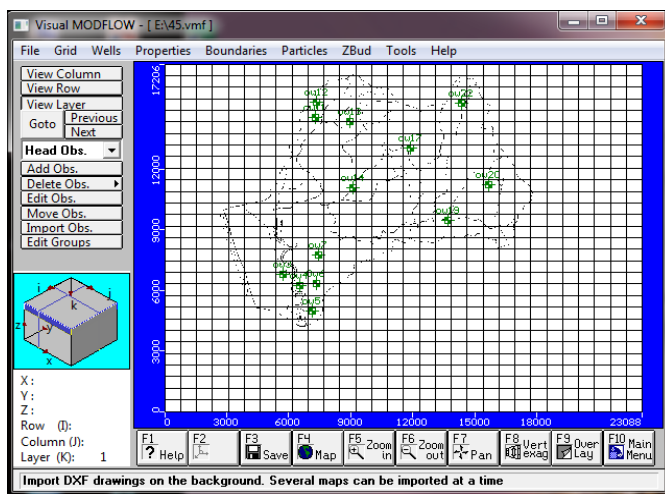 Visual MODFLOW - [ E:\45.vmf ]
File Grid Wells Properties Boundaries Particles ZBud Tools Help
View Column
View Row
View Layer
Goto Previous
Next
Head Obs.
Add Obs.
Delete Obs.
Edit Obs.
Move Obs.
Import Obs.
Edit Groups
i j
k
z y
x
X :
Y :
Z :
Row (I):
Column (J):
Layer (K): 1
17206
12000
9000
6000
3000
0
ou12
ou22
ou17
ou14
ou20
ou19
ou7
ou5
0 3000 6000 9000 12000 15000 18000 23088
F1 ? Help
F2
F3 Save
F4 Map
F5 Zoom in
F6 Zoom out
F7 Pan
F8 Vert exag
F9 Over Lay
F10 Main Menu
Import DXF drawings on the background. Several maps can be imported at a time